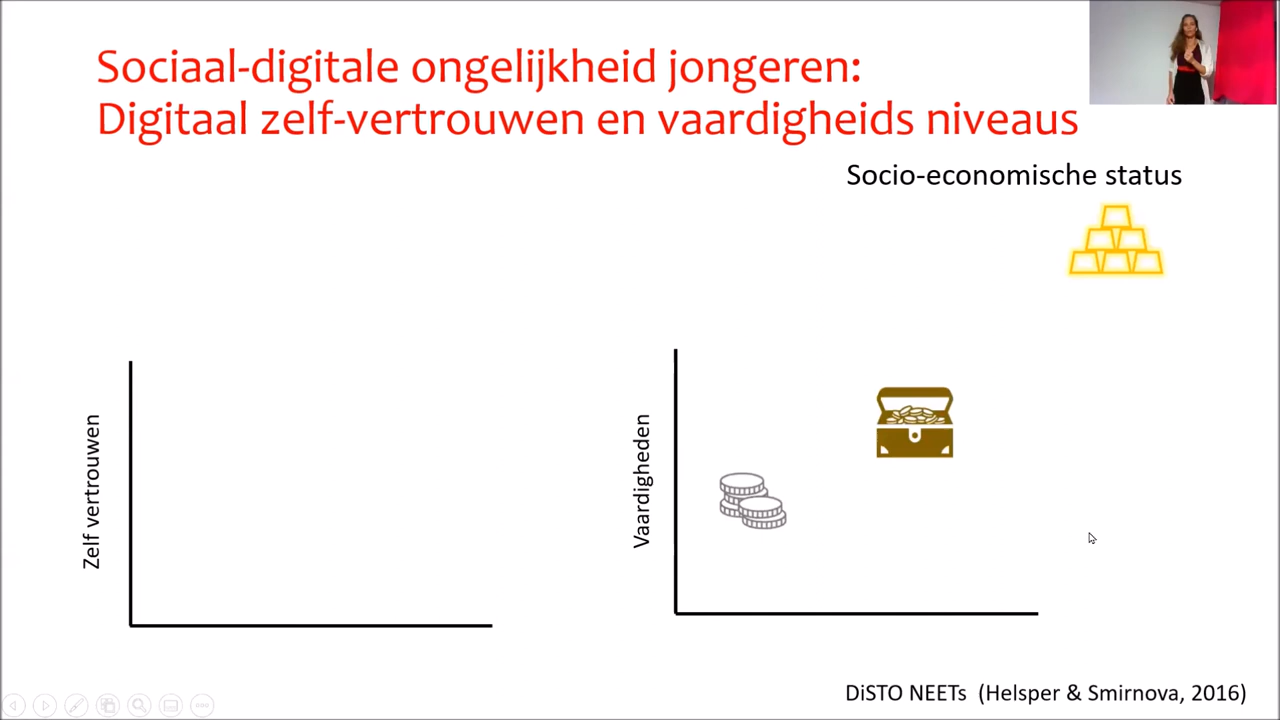 Sociaal-digitale ongelijkheid jongeren:
Digitaal zelf-vertrouwen en vaardigheids niveaus
Socio-economische status
Zelf vertrouwen
Vaardigheden
DiSTO NEETs (Helsper & Smirnova, 2016)